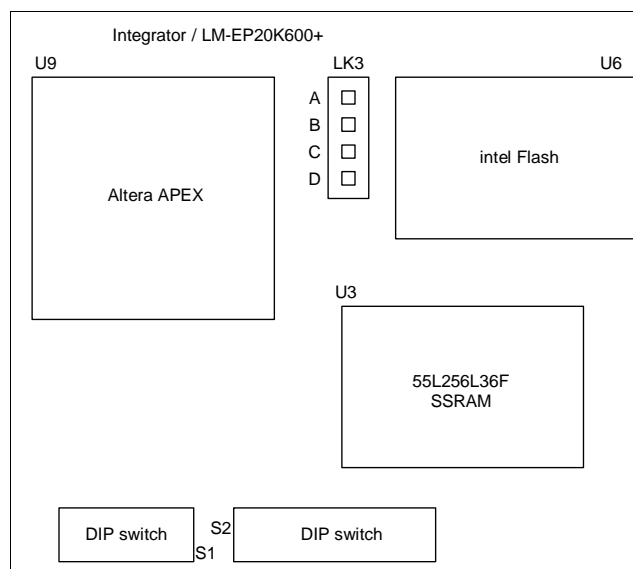 Integrator / LM-EP20K600+
U9
LK3
U6
A
B
C
D
Altera APEX
intel Flash
U3
55L256L36F
SSRAM
DIP switch
S1
S2
DIP switch